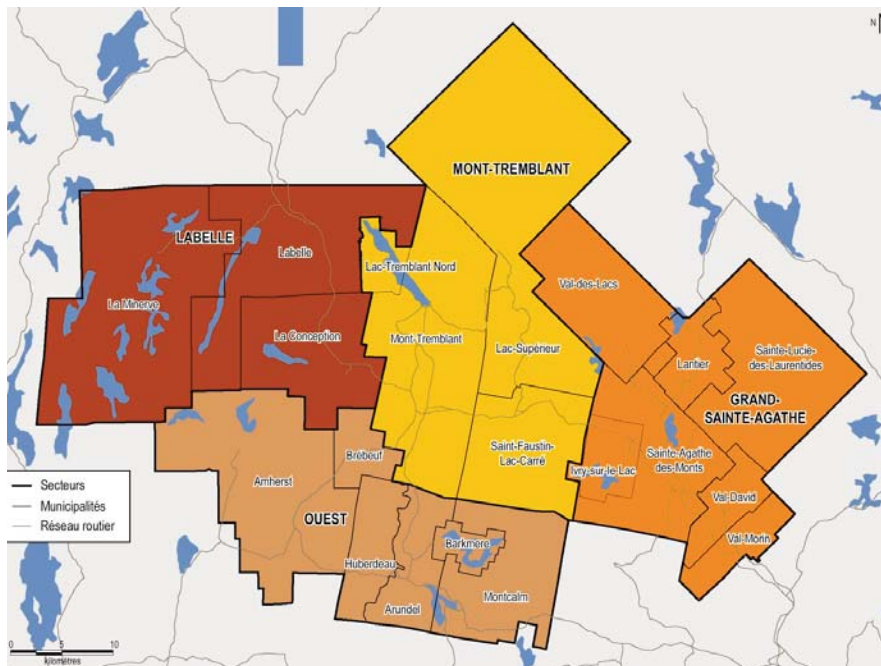 N
MONT-TREMBLANT
LABELLE
Labelle
La Minerve
La Conception
Lac-Tremblant Nord
Mont-Tremblant
Lac-Supérieur
Saint-Faustin-
Lac-Carré
Val-des-Lacs
Lantier
Sainte-Lucie-
des-Laurentides
GRAND-
SAINTE-AGATHE
Ivry-sur-le Lac
Sainte-Agathe
des-Monts
Val-David
Val-Morin
Amherst
Brébeuf
OUEST
Huberdeau
Arundel
Barkmere
Montcalm
Secteurs
Municipalités
Réseau routier
0 5 10
kilomètres